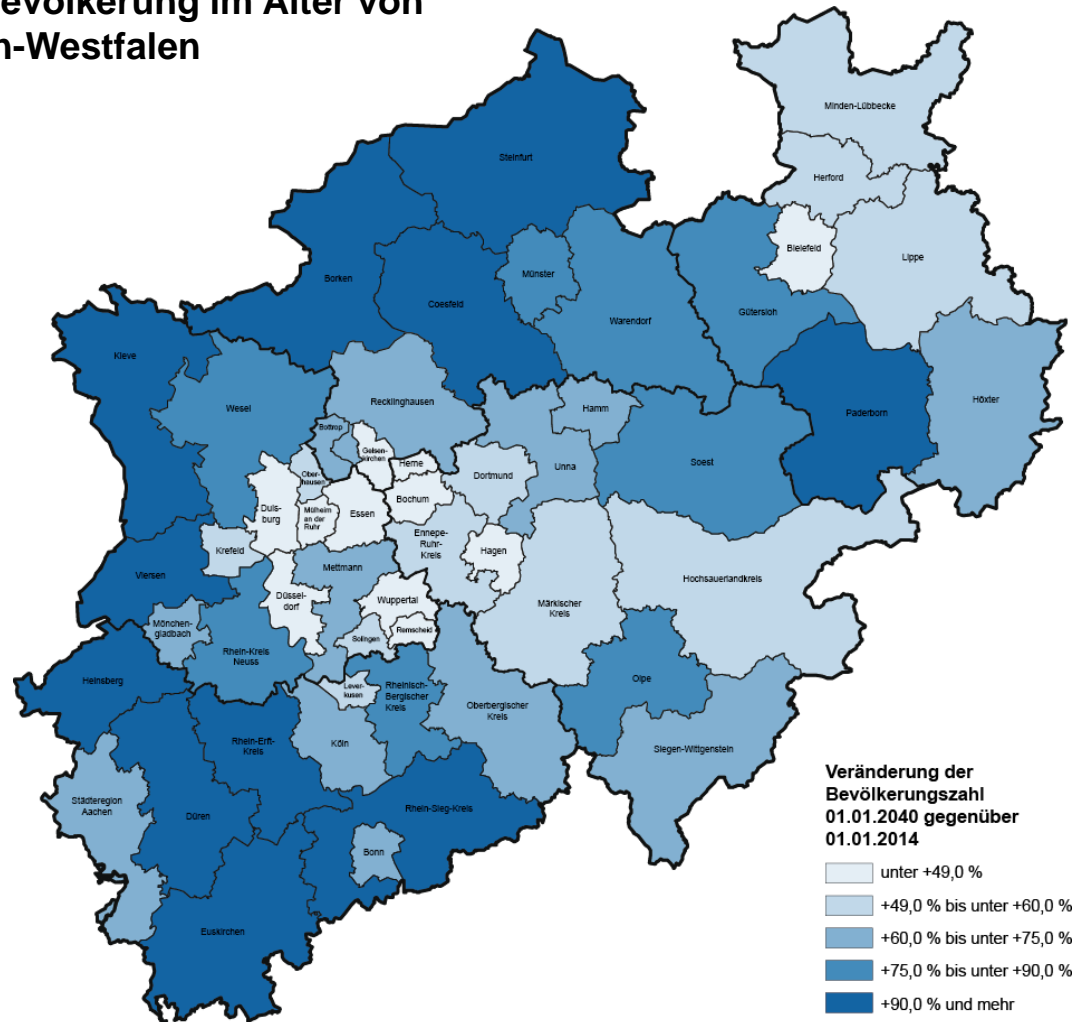 evölkerung im Alter von
n-Westfalen
Minden-Lübbecke
Steinfurt
Herford
Bielefeld
Lippe
Borken
Münster
Coesfeld
Warendorf
Gütersloh
Kleve
Paderborn
Höxter
Wesel
Recklinghausen
Hamm
Bottrop
Gelsen-
kirchen
Herne
Unna
Soest
Ober-
hausen
Dortmund
Bochum
Duis-
burg
Mülheim
an der
Ruhr
Essen
Ennepe-
Ruhr-
Kreis
Krefeld
Hagen
Mettmann
Viersen
Hochsauerlandkreis
Düssel-
dorf
Wuppertal
Märkischer
Kreis
Mönchen-
gladbach
Remscheid
Solingen
Rhein-Kreis
Neuss
Heinsberg
Olpe
Lever-
kusen
Rheinisch-
Bergischer
Kreis
Oberbergischer
Kreis
Rhein-Erft-
Kreis
Köln
Siegen-Wittgenstein
Städteregion
Aachen
Düren
Rhein-Sieg-Kreis
Bonn
Euskirchen
Veränderung der
Bevölkerungszahl
01.01.2040 gegenüber
01.01.2014
unter +49,0 %
+49,0 % bis unter +60,0 %
+60,0 % bis unter +75,0 %
+75,0 % bis unter +90,0 %
+90,0 % und mehr